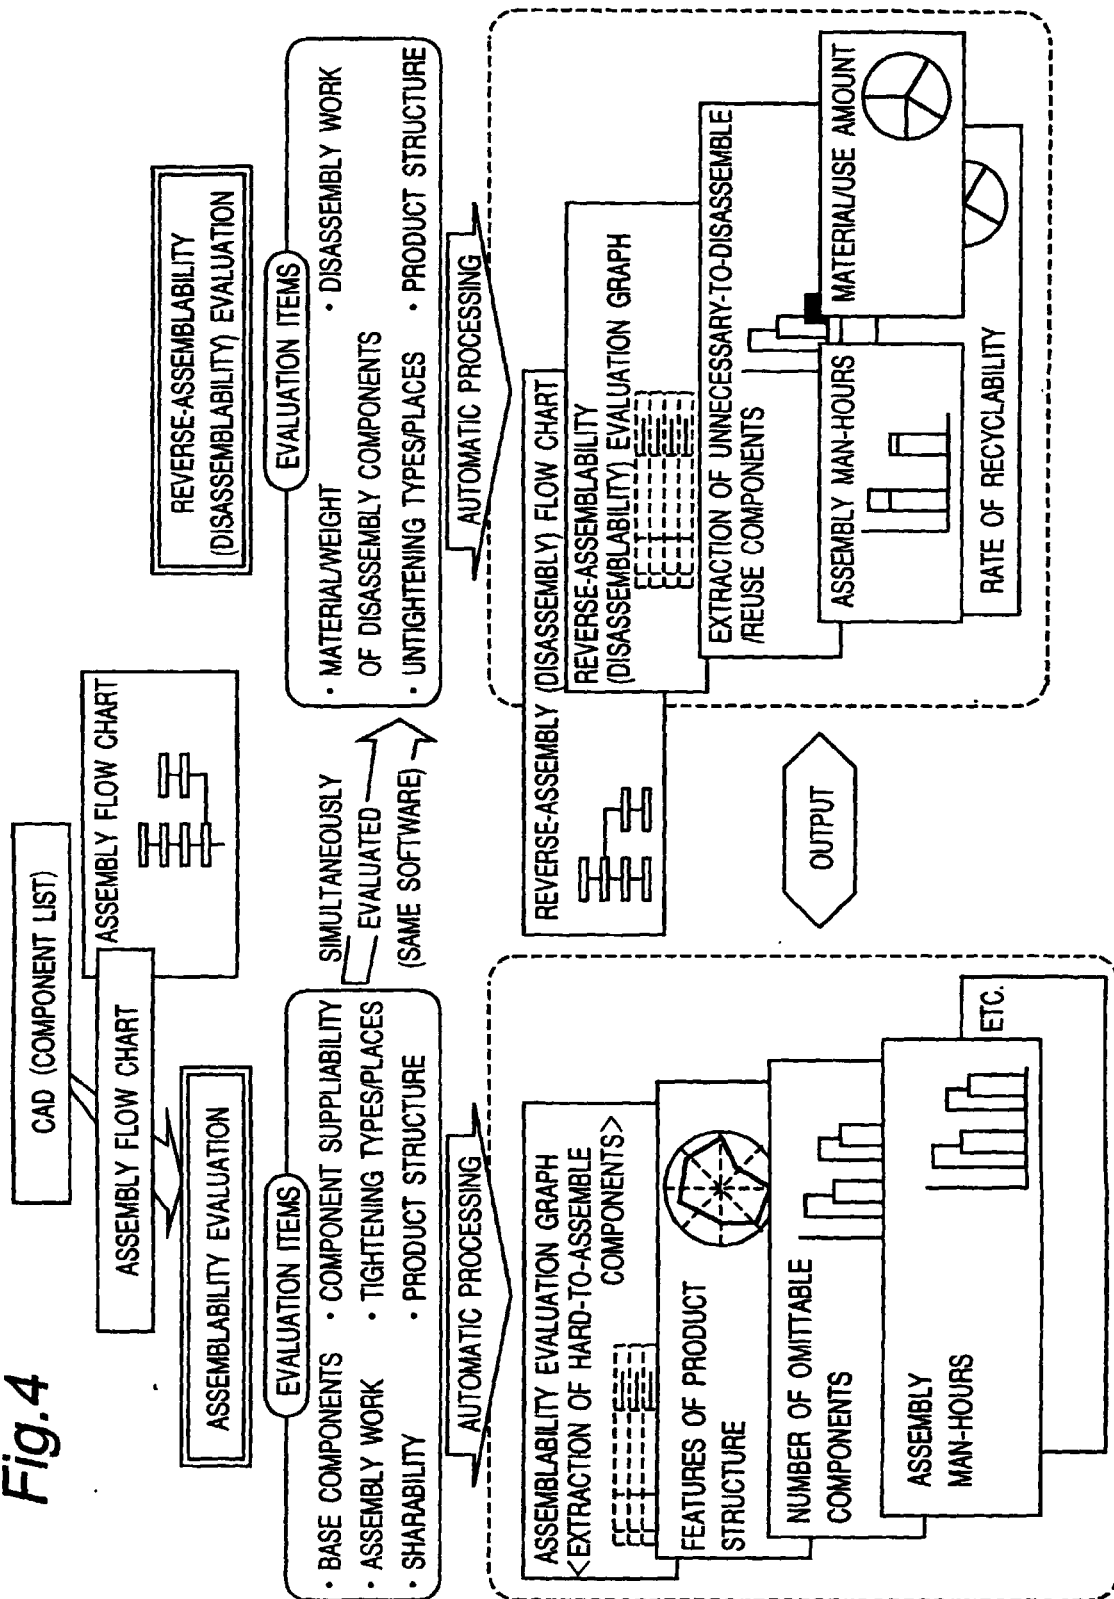 Fig.4
CAD (COMPONENT LIST)
ASSEMBLY FLOW CHART
ASSEMBLY FLOW CHART
ASSEMBLABILITY EVALUATION
EVALUATION ITEMS
· BASE COMPONENTS
· COMPONENT SUPPLIABILITY
· ASSEMBLY WORK
· TIGHTENING TYPES/PLACES
· SHARABILITY
· PRODUCT STRUCTURE
SIMULTANEOUSLY
EVALUATED
(SAME SOFTWARE)
REVERSE-ASSEMBLABILITY
(DISASSEMBLABILITY) EVALUATION
EVALUATION ITEMS
· MATERIAL/WEIGHT
OF DISASSEMBLY COMPONENTS
· DISASSEMBLY WORK
· UNTIGHTENING TYPES/PLACES
· PRODUCT STRUCTURE
AUTOMATIC PROCESSING
ASSEMBLABILITY EVALUATION GRAPH
<EXTRACTION OF HARD-TO-ASSEMBLE
COMPONENTS>
FEATURES OF PRODUCT
STRUCTURE
NUMBER OF OMITTABLE
COMPONENTS
ASSEMBLY
MAN-HOURS
ETC.
OUTPUT
AUTOMATIC PROCESSING
REVERSE-ASSEMBLY (DISASSEMBLY) FLOW CHART
REVERSE-ASSEMBLABILITY
(DISASSEMBLABILITY) EVALUATION GRAPH
EXTRACTION OF UNNECESSARY-TO-DISASSEMBLE
/REUSE COMPONENTS
ASSEMBLY MAN-HOURS
MATERIAL/USE AMOUNT
RATE OF RECYCLABILITY